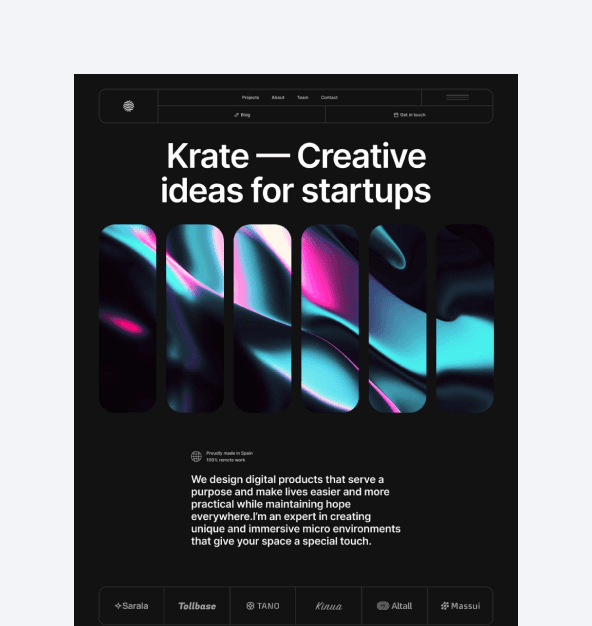 Projects About Team Contact
Blog Get in touch
Krate — Creative
ideas for startups
Proudly made in Spain
100% remote work
We design digital products that serve a
purpose and make lives easier and more
practical while maintaining hope
everywhere.I'm an expert in creating
unique and immersive micro environments
that give your space a special touch.
Sarala Tollbase TANO Kinua Altall Massui